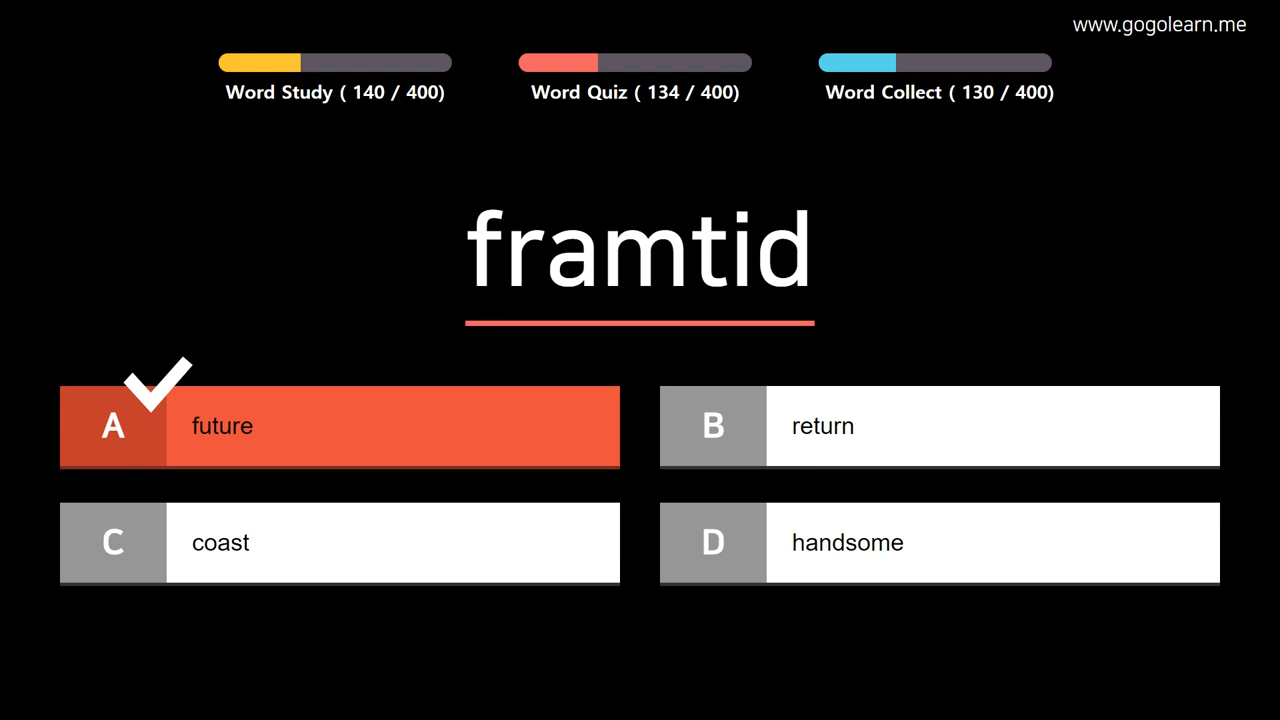 www.gogolearn.me
Word Study ( 140 / 400)
Word Quiz ( 134 / 400)
Word Collect ( 130 / 400)
framtid
A future
B return
C coast
D handsome